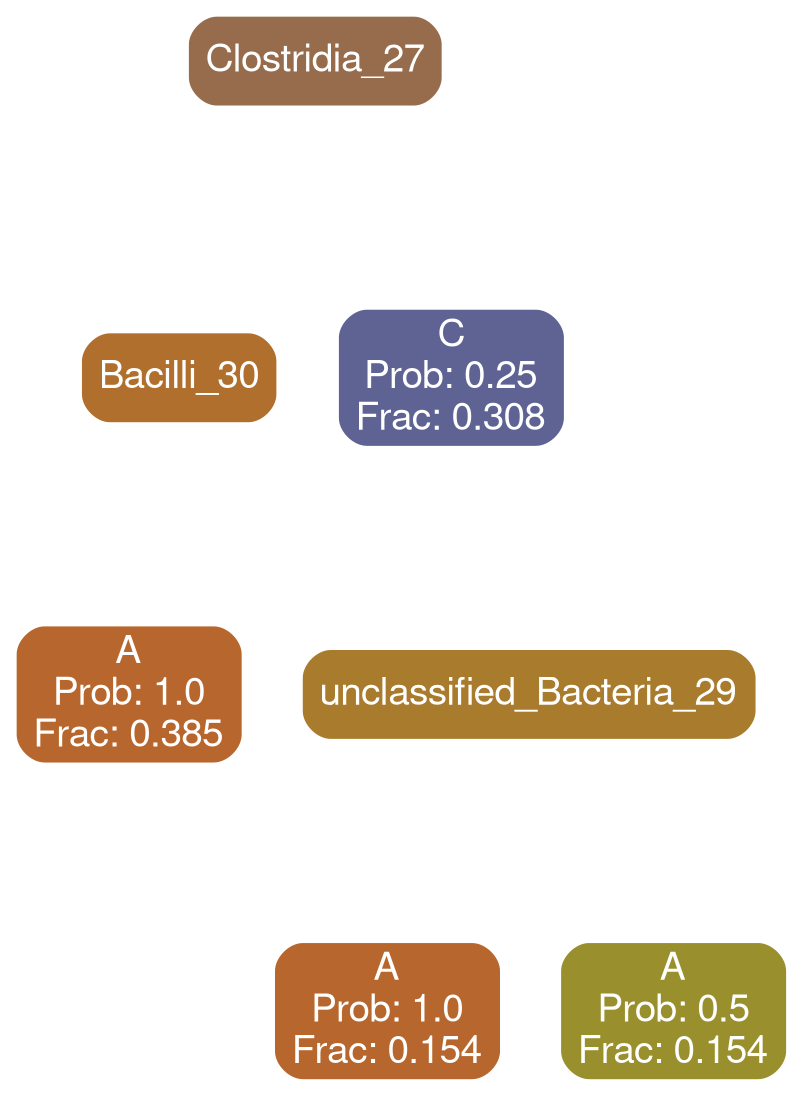 Clostridia_27
Bacilli_30
C
Prob: 0.25
Frac: 0.308
A
Prob: 1.0
Frac: 0.385
unclassified_Bacteria_29
A
Prob: 1.0
Frac: 0.154
A
Prob: 0.5
Frac: 0.154